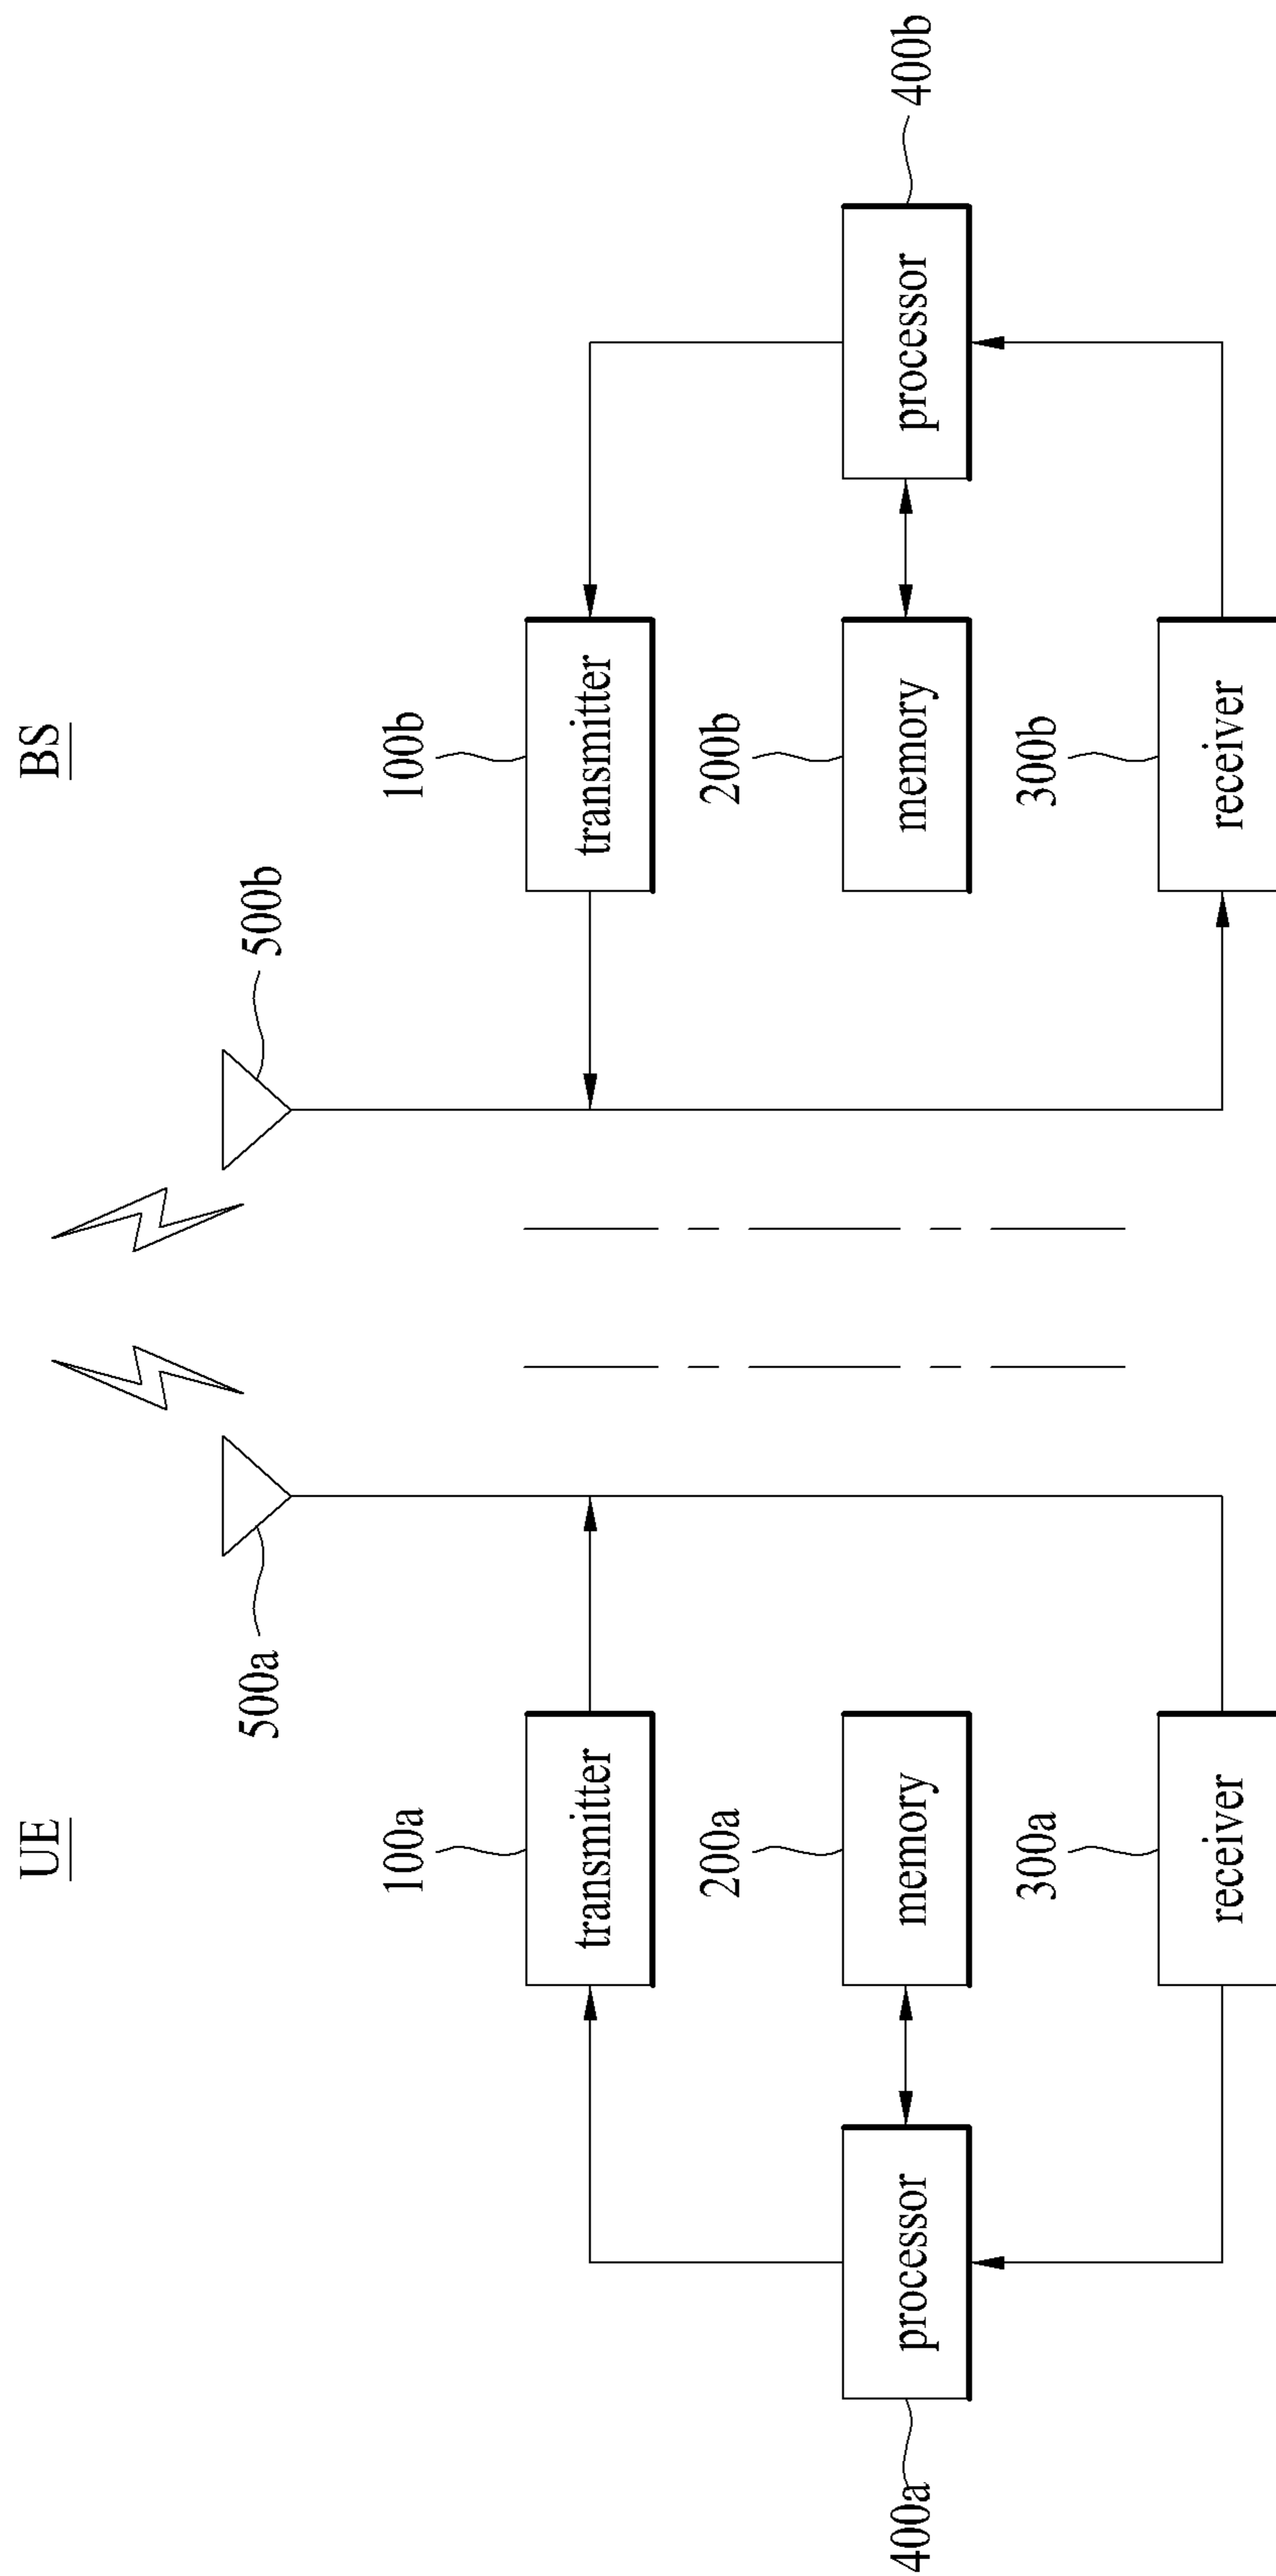 UE
BS
500a
500b
100a
transmitter
100b
transmitter
400a
processor
200a
memory
200b
memory
processor
400b
300a
receiver
300b
receiver